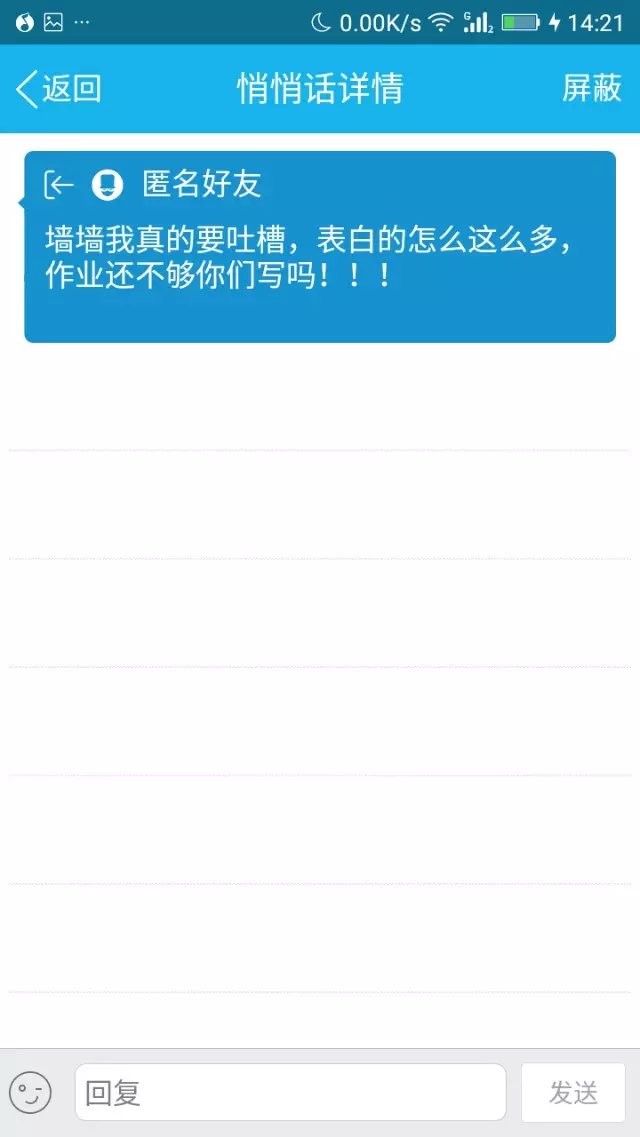 0.00K/s G 2 14:21
返回 悄悄话详情 屏蔽
匿名好友
墙墙我真的要吐槽，表白的怎么这么多，
作业还不够你们写吗！！！
回复 发送